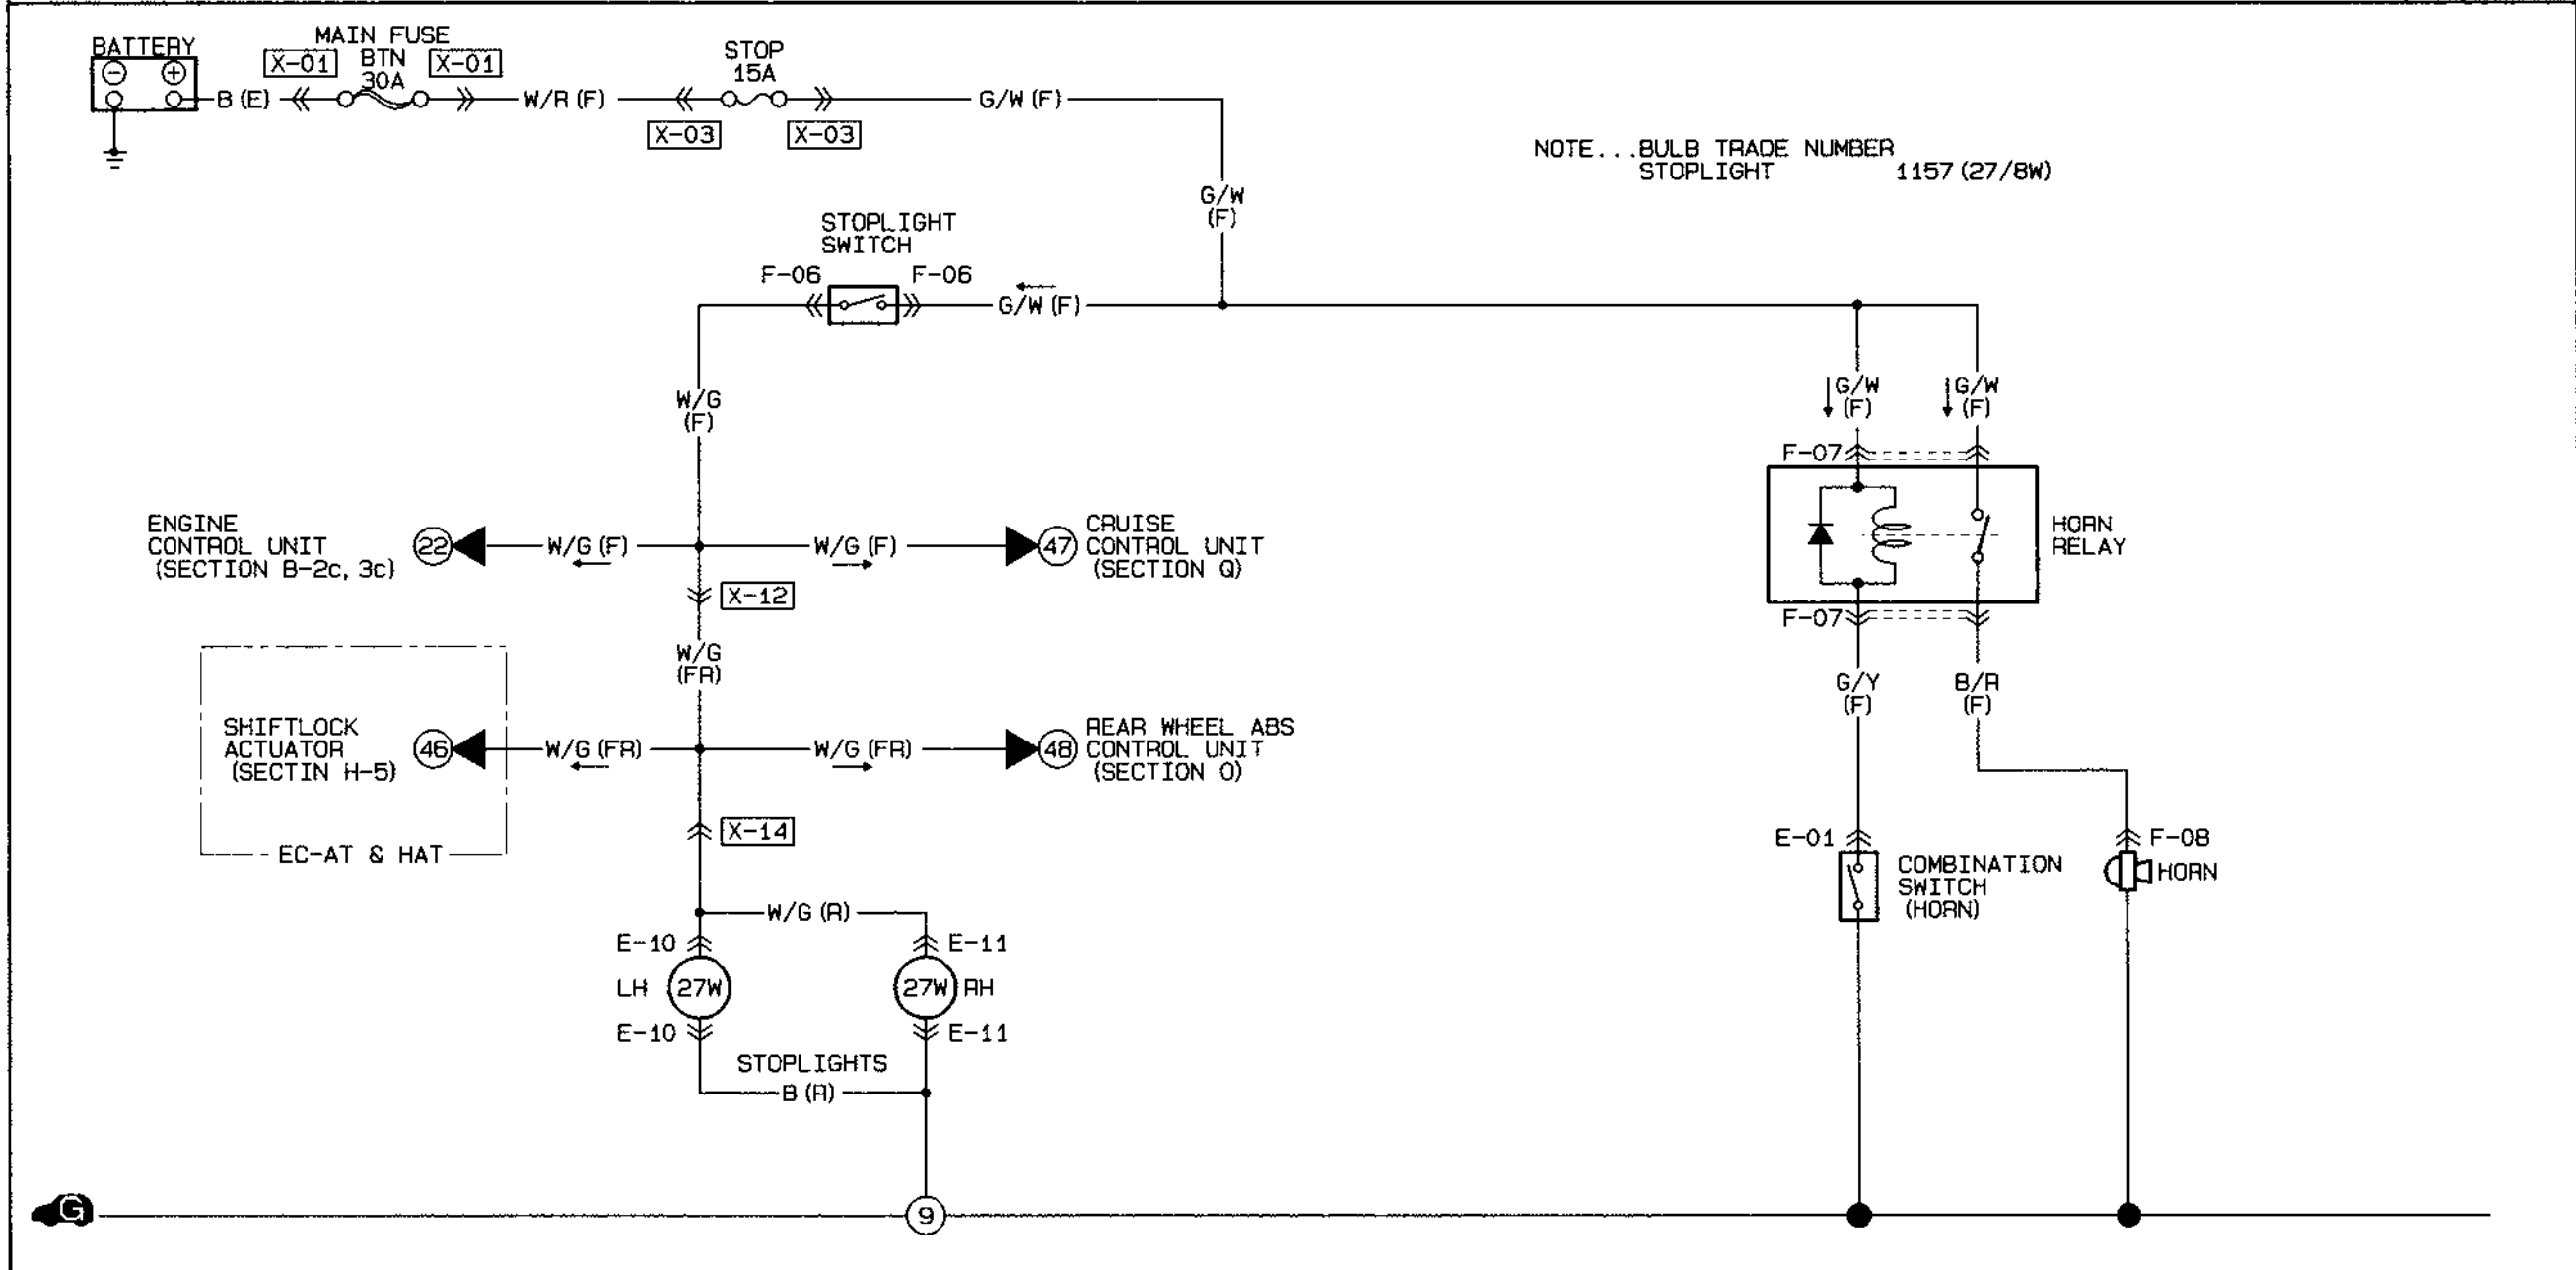 BATTERY
MAIN FUSE
BTN
30A
X-01
X-01
STOP
15A
B (E)
W/R (F)
G/W (F)
X-03
X-03
NOTE...BULB TRADE NUMBER
STOPLIGHT 1157 (27/8W)
G/W
(F)
STOPLIGHT
SWITCH
F-06
F-06
G/W (F)
W/G
(F)
G/W
(F)
G/W
(F)
F-07
ENGINE
CONTROL UNIT
(SECTION B-2c, 3c)
22
W/G (F)
W/G (F)
47
CRUISE
CONTROL UNIT
(SECTION Q)
HORN
RELAY
X-12
F-07
W/G
(FR)
G/Y
(F)
B/R
(F)
SHIFTLOCK
ACTUATOR
(SECTIN H-5)
46
W/G (FR)
W/G (FR)
48
REAR WHEEL ABS
CONTROL UNIT
(SECTION O)
X-14
EC-AT & HAT
E-01
F-08
COMBINATION
SWITCH
(HORN)
HORN
W/G (R)
E-10
E-11
LH
27W
27W
RH
E-10
E-11
STOPLIGHTS
B (R)
G
9